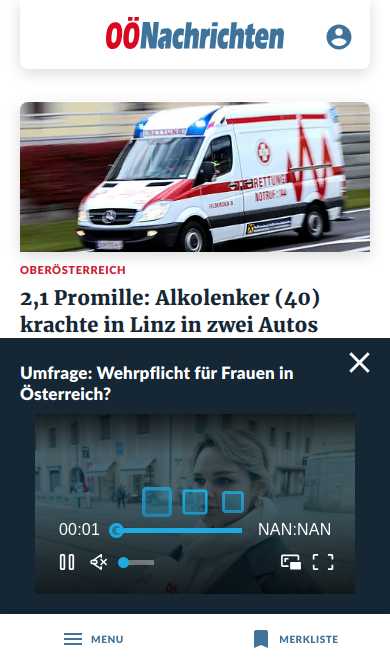 OÖNachrichten
RETTUNG
NOTRUF 144
OBERÖSTERREICH
2,1 Promille: Alkolenker (40)
krachte in Linz in zwei Autos
Umfrage: Wehrpflicht für Frauen in
Österreich?
00:01
NAN:NAN
MENU
MERKLISTE